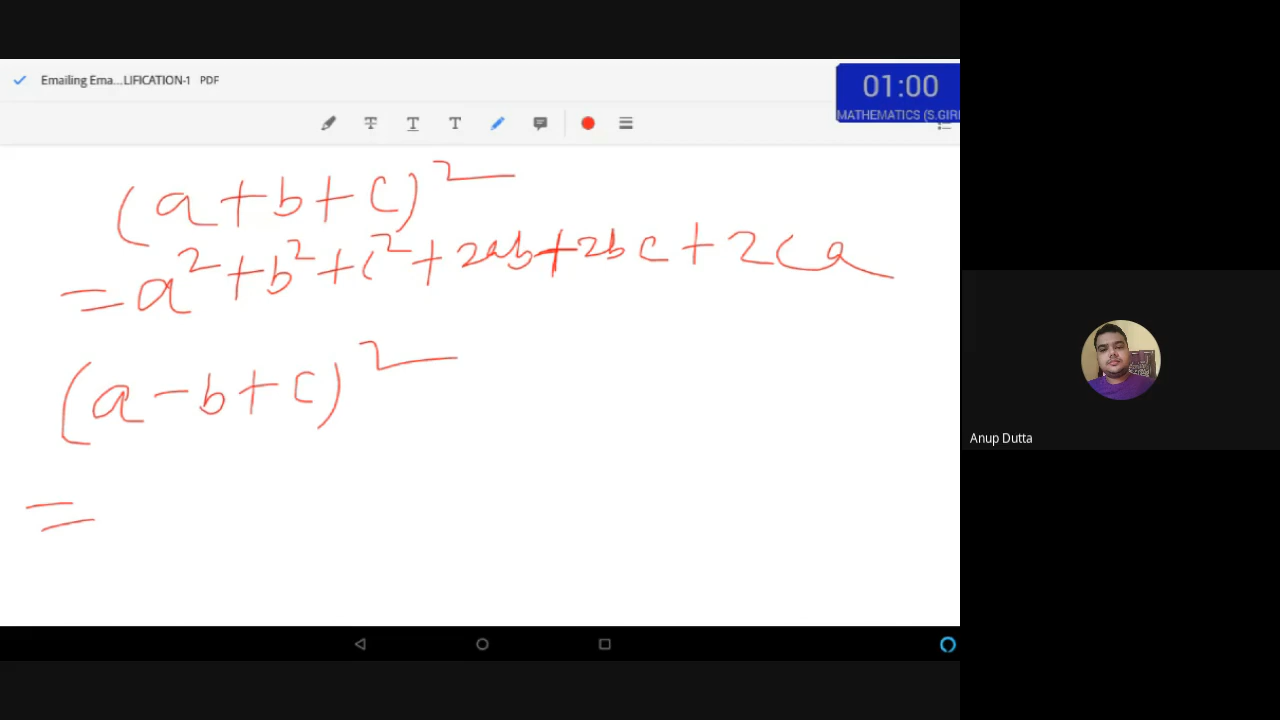 Emailing Ema...LIFICATION-1 PDF
01:00
MATHEMATICS (S.GIRI
T T T
(a+b+c)²
=a²+b²+c²+2ab+2bc+2ca
(a-b+c)²
=
Anup Dutta